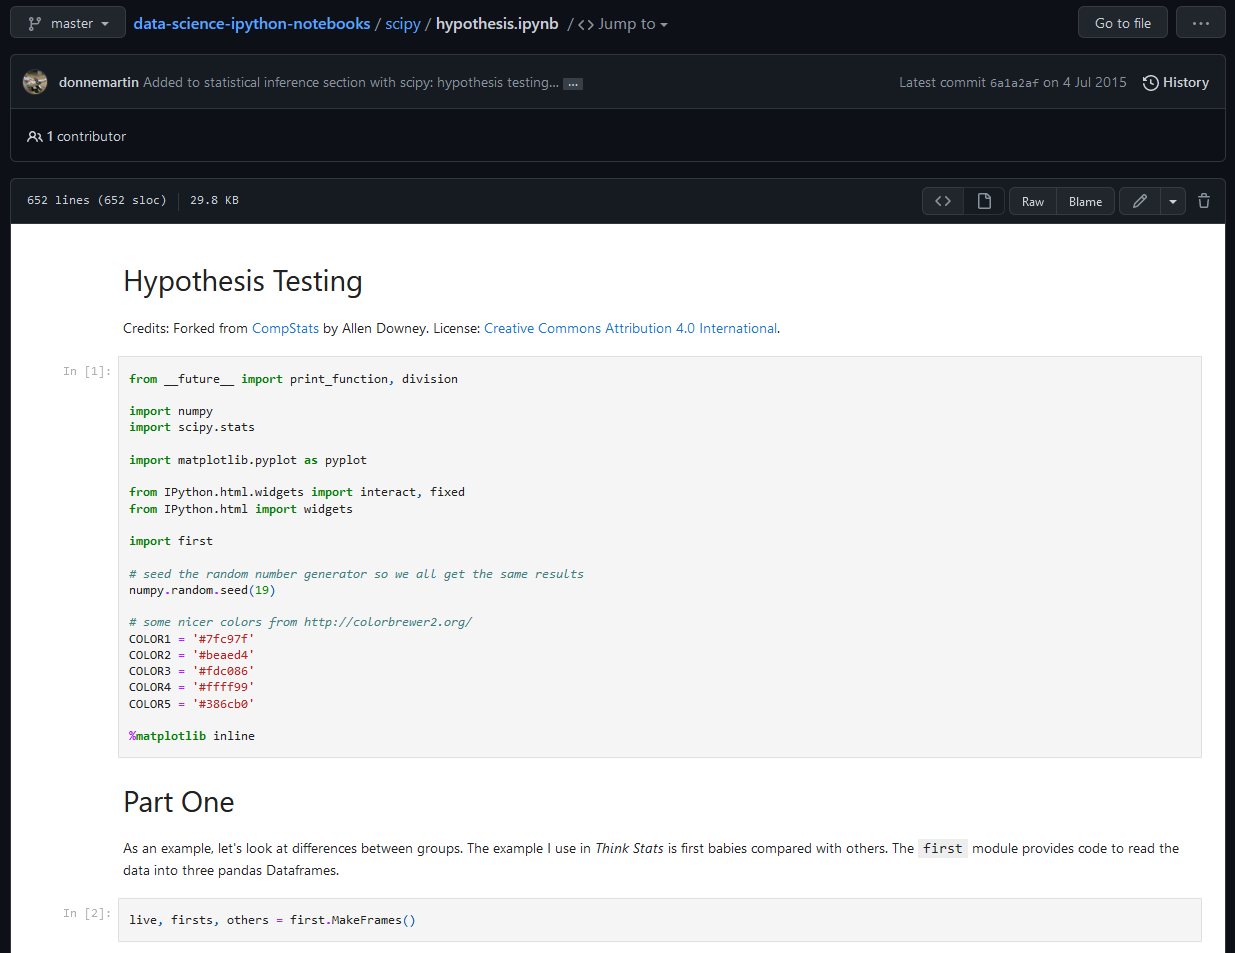 master data-science-ipython-notebooks / scipy / hypothesis.ipynb / <> Jump to Go to file ...
donnemartin Added to statistical inference section with scipy: hypothesis testing... ... Latest commit 6a1a2af on 4 Jul 2015 History
1 contributor
652 lines (652 sloc) 29.8 KB <> Raw Blame
Hypothesis Testing
Credits: Forked from CompStats by Allen Downey. License: Creative Commons Attribution 4.0 International.
In [1]:
from __future__ import print_function, division
import numpy
import scipy.stats
import matplotlib.pyplot as pyplot
from IPython.html.widgets import interact, fixed
from IPython.html import widgets
import first
# seed the random number generator so we all get the same results
numpy.random.seed(19)
# some nicer colors from http://colorbrewer2.org/
COLOR1 = '#7fc97f'
COLOR2 = '#beaed4'
COLOR3 = '#fdc086'
COLOR4 = '#ffff99'
COLOR5 = '#386cb0'
%matplotlib inline
Part One
As an example, let's look at differences between groups. The example I use in Think Stats is first babies compared with others. The first module provides code to read the
data into three pandas Dataframes.
In [2]: live, firsts, others = first.MakeFrames()